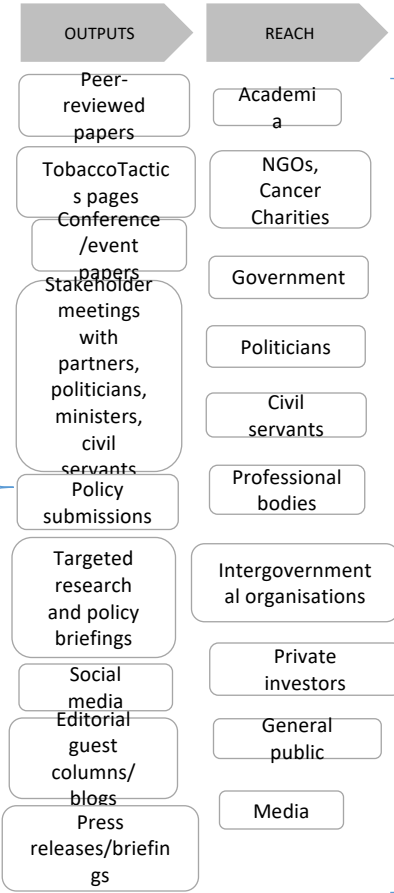 OUTPUTS
Peer-
reviewed
papers
TobaccoTactic
s pages
Conference
/event
papers
Stakeholder
meetings
with
partners,
politicians,
ministers,
civil
servants
Policy
submissions
Targeted
research
and policy
briefings
Social
media
Editorial
guest
columns/
blogs
Press
releases/briefin
gs
REACH
Academi
a
NGOs,
Cancer
Charities
Government
Politicians
Civil
servants
Professional
bodies
Intergovernment
al organisations
Private
investors
General
public
Media